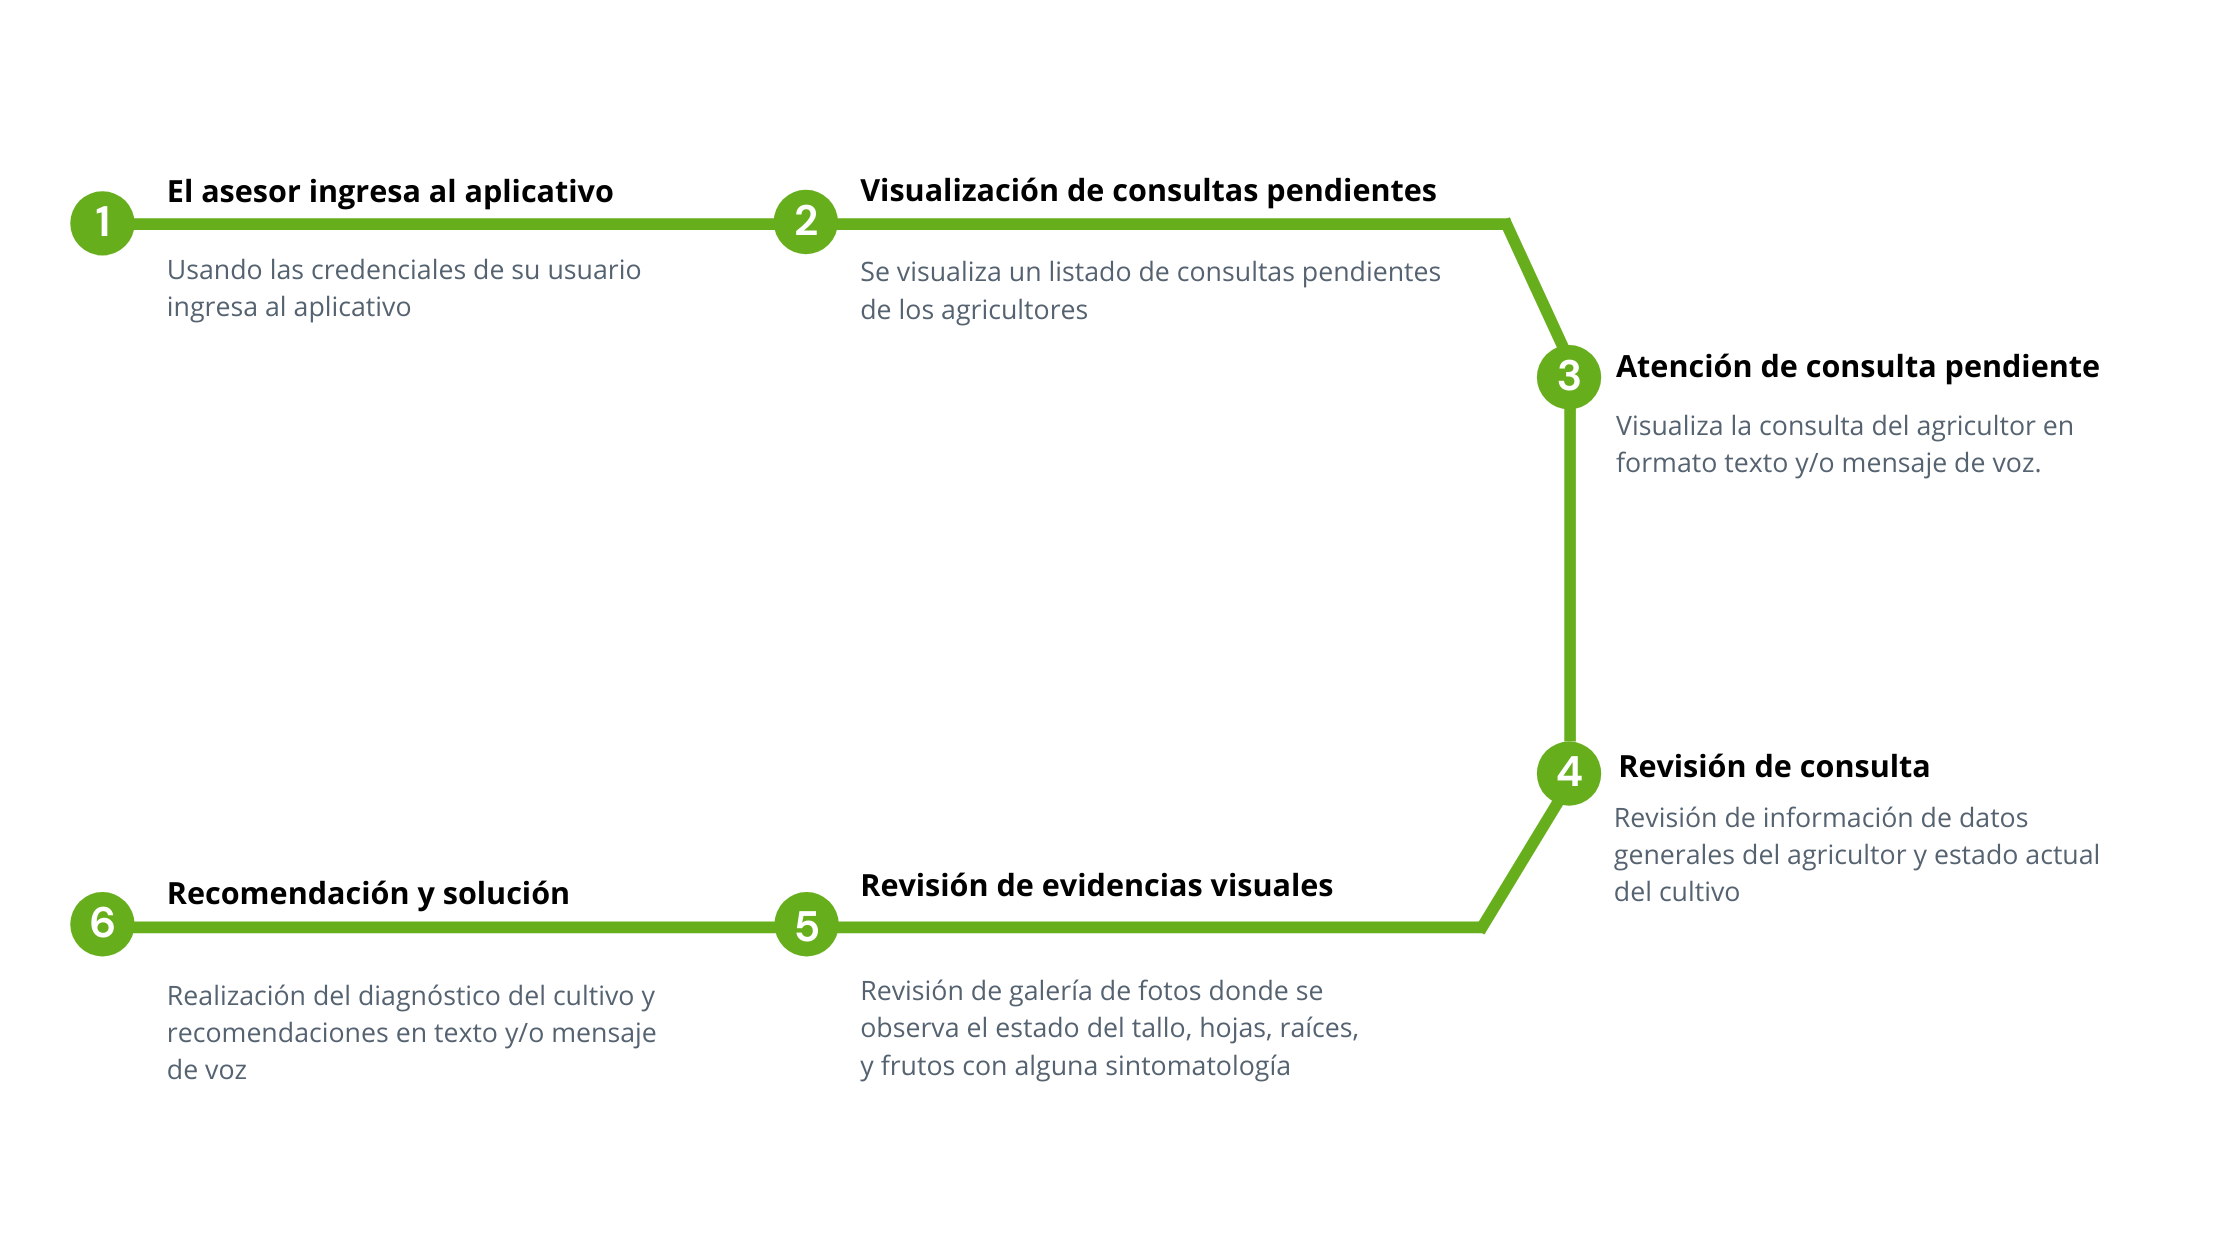 1
El asesor ingresa al aplicativo
Usando las credenciales de su usuario
ingresa al aplicativo
2
Visualización de consultas pendientes
Se visualiza un listado de consultas pendientes
de los agricultores
3
Atención de consulta pendiente
Visualiza la consulta del agricultor en
formato texto y/o mensaje de voz.
4
Revisión de consulta
Revisión de información de datos
generales del agricultor y estado actual
del cultivo
5
Revisión de evidencias visuales
Revisión de galería de fotos donde se
observa el estado del tallo, hojas, raíces,
y frutos con alguna sintomatología
6
Recomendación y solución
Realización del diagnóstico del cultivo y
recomendaciones en texto y/o mensaje
de voz